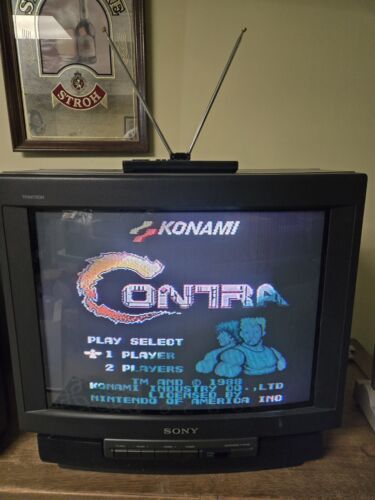 STROH
TRINITRON
KONAMI
CONTRA
PLAY SELECT
1 PLAYER
2 PLAYERS
TM AND © 1988
KONAMI INDUSTRY CO.,LTD
LICENSED BY
NINTENDO OF AMERICA INC
SONY